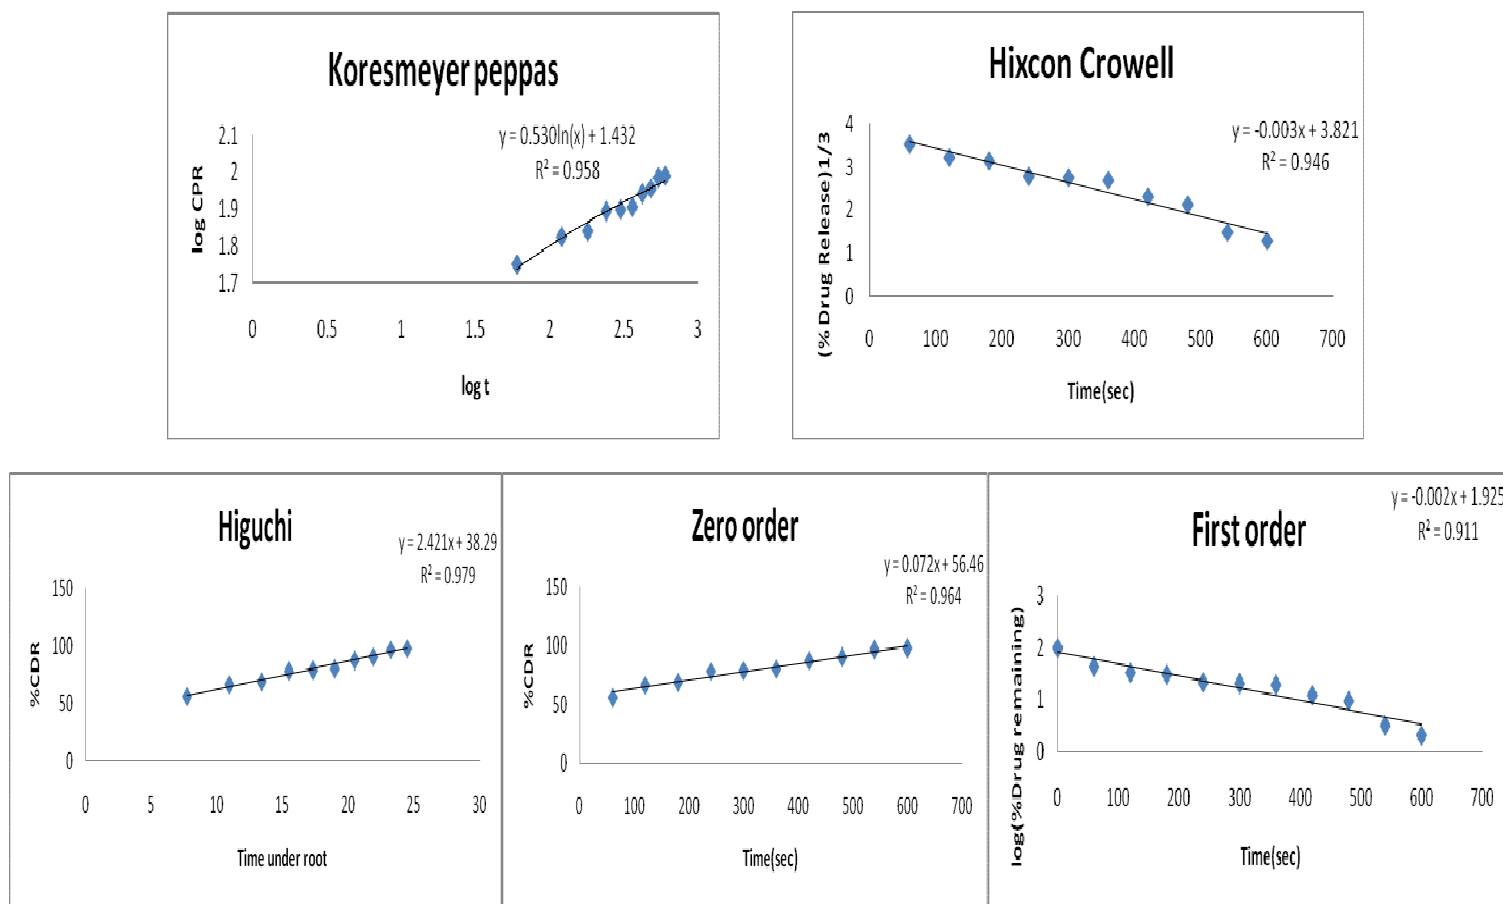 Koresmeyer peppas
y = 0.530ln(x) + 1.432
R² = 0.958
log CPR
2.1
2
1.9
1.8
1.7
0 0.5 1 1.5 2 2.5 3
log t
Hixcon Crowell
y = -0.003x + 3.821
R² = 0.946
(%Drug Release)1/3
4
3
2
1
0
0 100 200 300 400 500 600 700
Time(sec)
Higuchi
y = 2.421x + 38.29
R² = 0.979
%CDR
150
100
50
0
0 5 10 15 20 25 30
Time under root
Zero order
y = 0.072x + 56.46
R² = 0.964
%CDR
150
100
50
0
0 100 200 300 400 500 600 700
Time(sec)
First order
y = -0.002x + 1.925
R² = 0.911
log(%Drug remaining)
3
2
1
0
0 100 200 300 400 500 600 700
Time(sec)